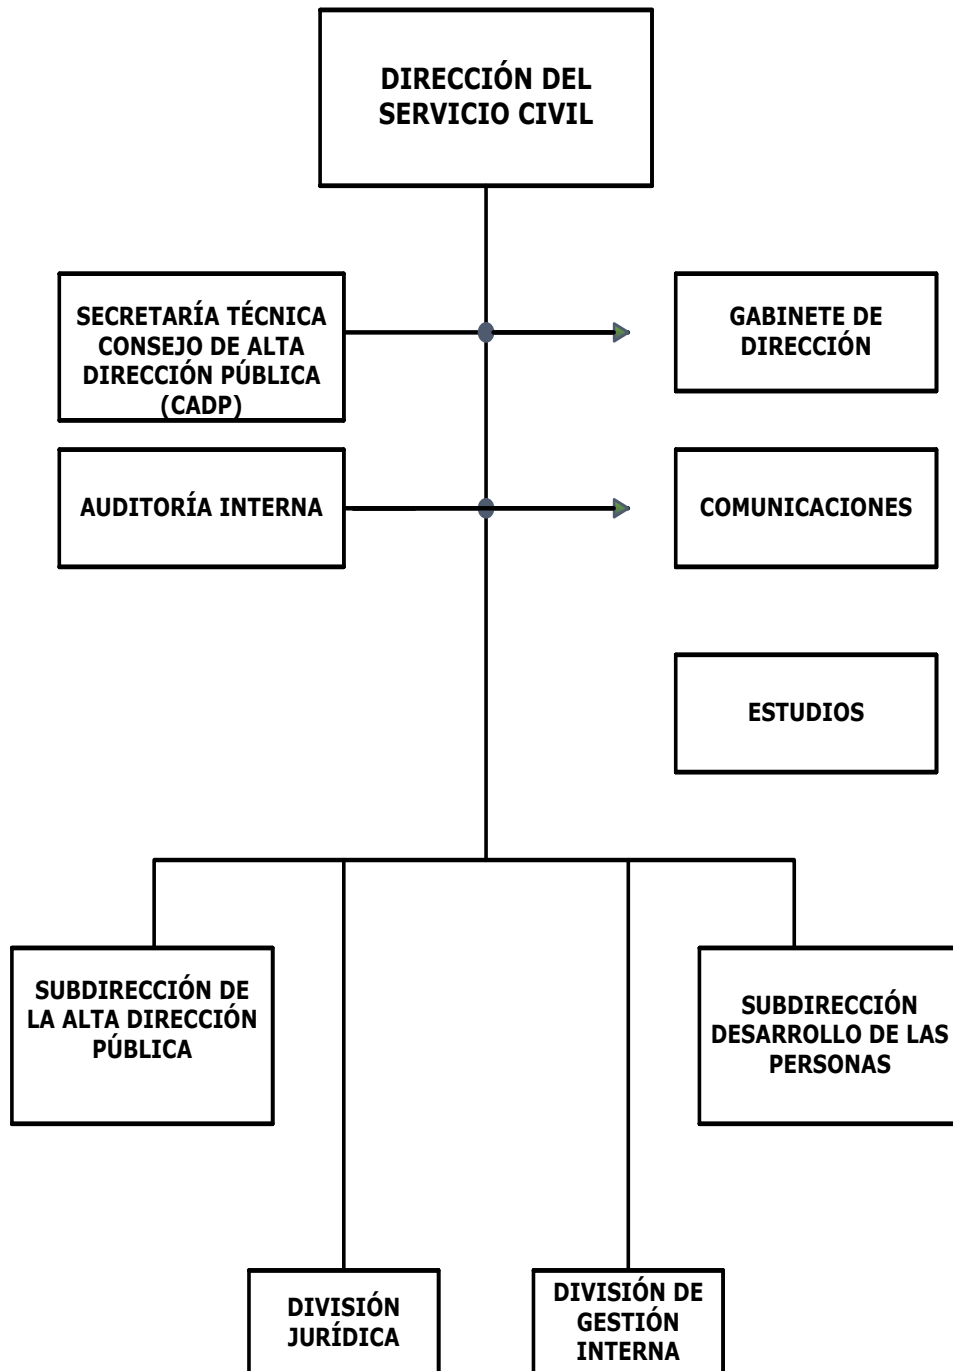 DIRECCIÓN DEL
SERVICIO CIVIL
SECRETARÍA TÉCNICA
CONSEJO DE ALTA
DIRECCIÓN PÚBLICA
(CADP)
GABINETE DE
DIRECCIÓN
AUDITORÍA INTERNA
COMUNICACIONES
ESTUDIOS
SUBDIRECCIÓN DE
LA ALTA DIRECCIÓN
PÚBLICA
SUBDIRECCIÓN
DESARROLLO DE LAS
PERSONAS
DIVISIÓN
JURÍDICA
DIVISIÓN DE
GESTIÓN
INTERNA